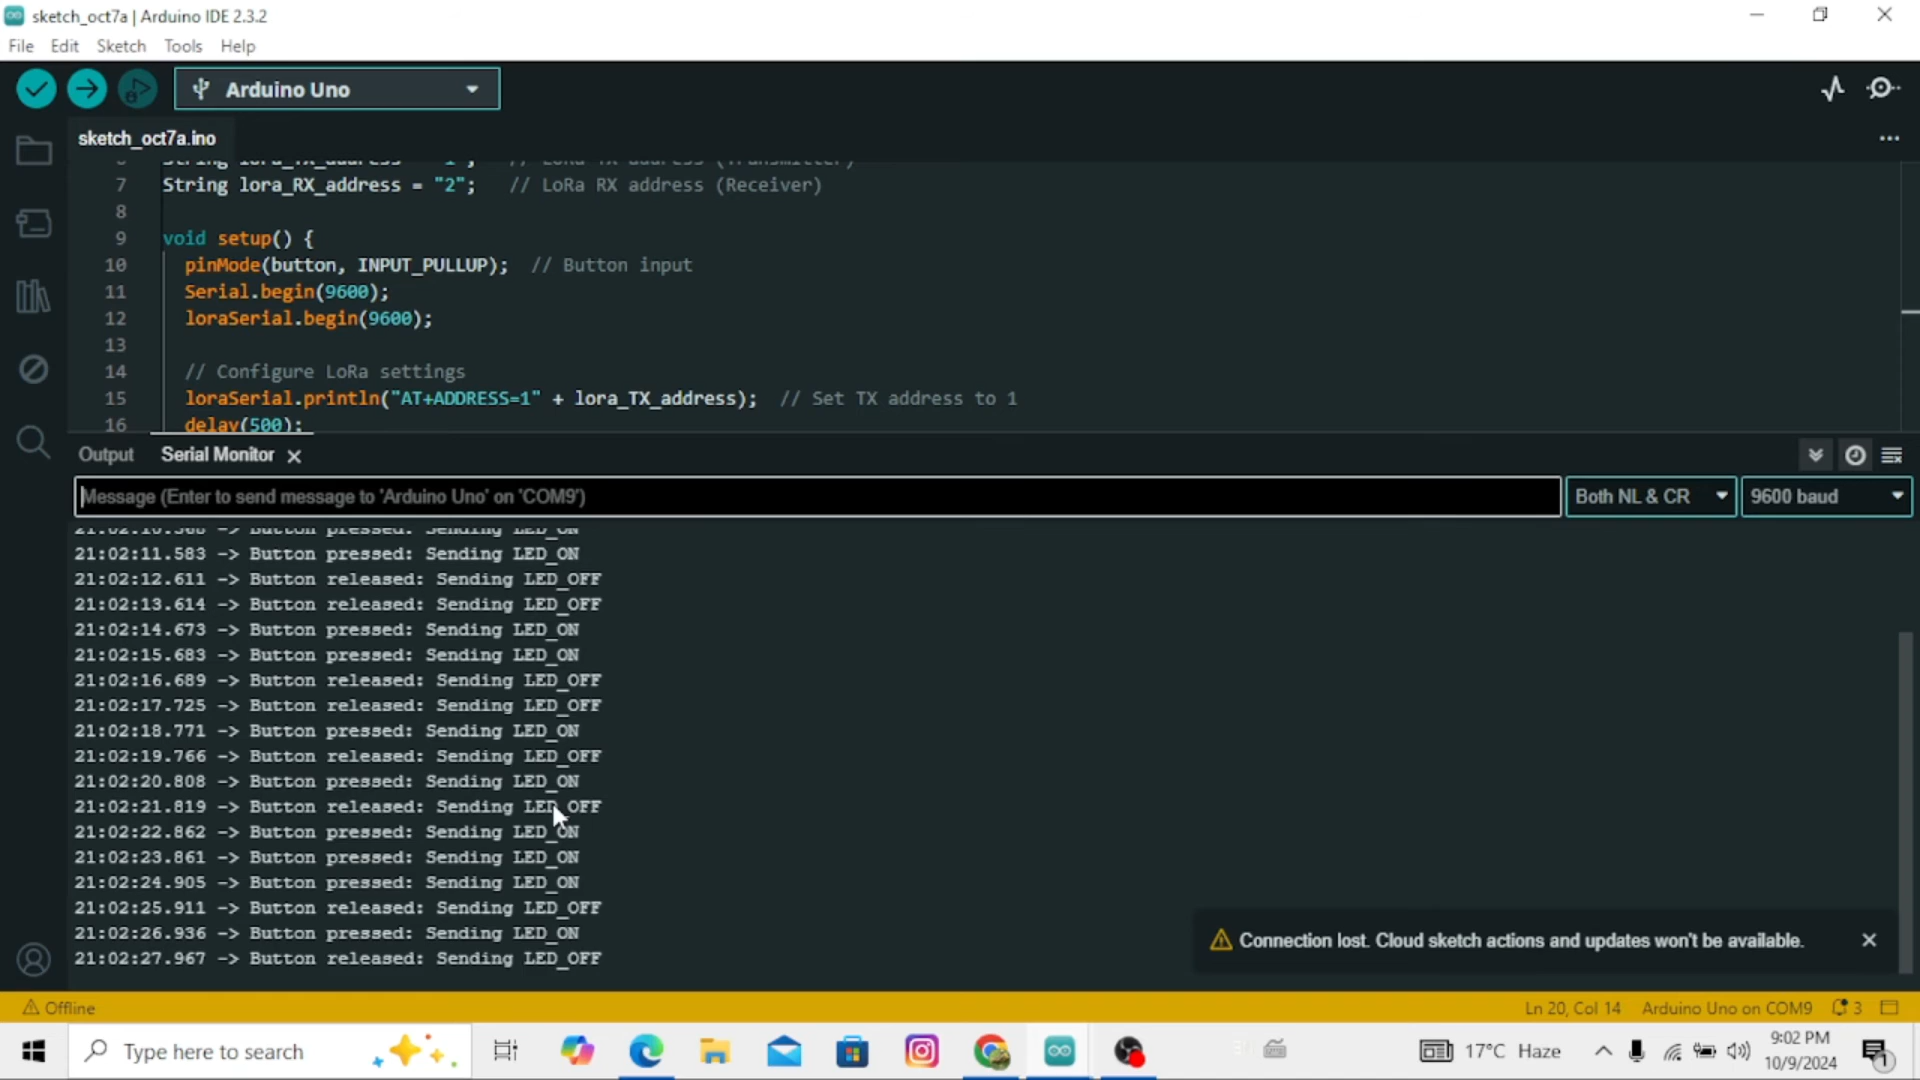 sketch_oct7a | Arduino IDE 2.3.2
File Edit Sketch Tools Help
Arduino Uno
sketch_oct7a.ino
7 String lora_RX_address = "2"; // LoRa RX address (Receiver)
8
9 void setup() {
10 pinMode(button, INPUT_PULLUP); // Button input
11 Serial.begin(9600);
12 loraSerial.begin(9600);
13
14 // Configure LoRa settings
15 loraSerial.println("AT+ADDRESS=1" + lora_TX_address); // Set TX address to 1
16 delay(500);
Output Serial Monitor
Message (Enter to send message to 'Arduino Uno' on 'COM9') Both NL & CR 9600 baud
21:02:10.568 -> Button pressed: Sending LED_ON
21:02:11.583 -> Button pressed: Sending LED_ON
21:02:12.611 -> Button released: Sending LED_OFF
21:02:13.614 -> Button released: Sending LED_OFF
21:02:14.673 -> Button pressed: Sending LED_ON
21:02:15.683 -> Button pressed: Sending LED_ON
21:02:16.689 -> Button released: Sending LED_OFF
21:02:17.725 -> Button released: Sending LED_OFF
21:02:18.771 -> Button pressed: Sending LED_ON
21:02:19.766 -> Button released: Sending LED_OFF
21:02:20.808 -> Button pressed: Sending LED_ON
21:02:21.819 -> Button released: Sending LED_OFF
21:02:22.862 -> Button pressed: Sending LED_ON
21:02:23.861 -> Button pressed: Sending LED_ON
21:02:24.905 -> Button pressed: Sending LED_ON
21:02:25.911 -> Button released: Sending LED_OFF
21:02:26.936 -> Button pressed: Sending LED_ON
21:02:27.967 -> Button released: Sending LED_OFF
Connection lost. Cloud sketch actions and updates won't be available.
Offline Ln 20, Col 14 Arduino Uno on COM9 3
Type here to search 17°C Haze 9:02 PM
10/9/2024 1